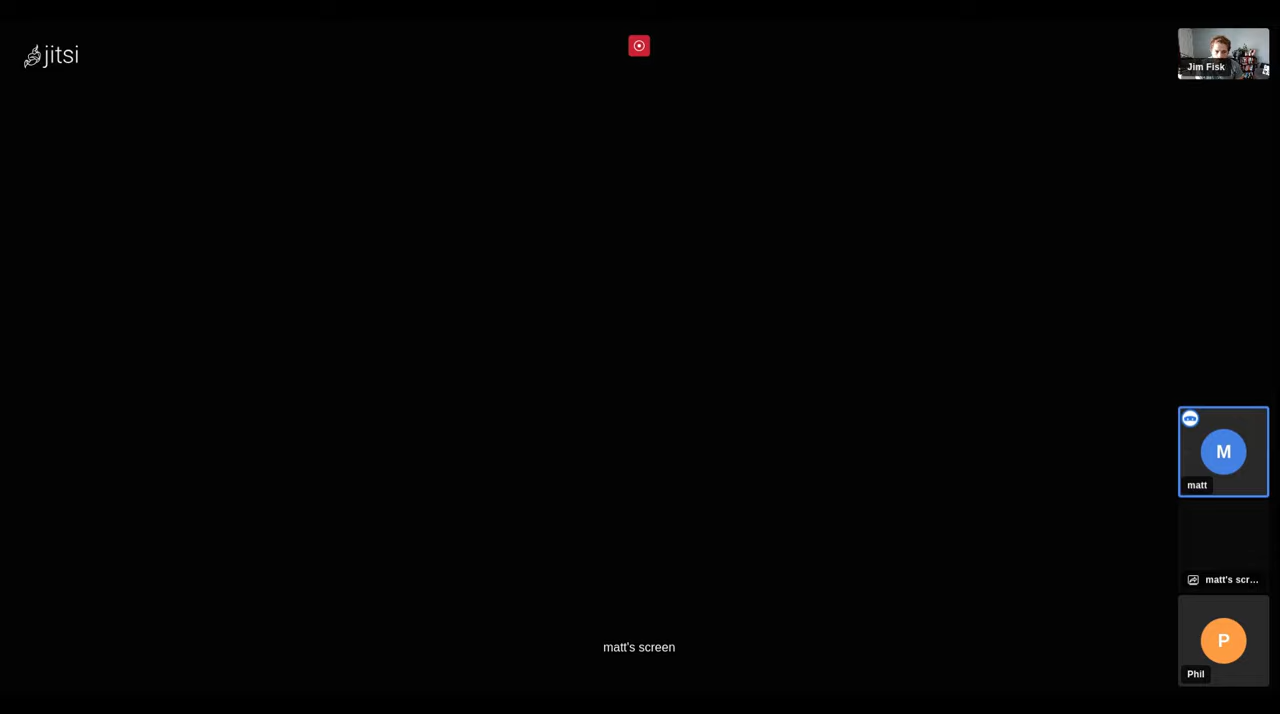 jitsi
Jim Fisk
M
matt
matt's scr...
matt's screen
P
Phil